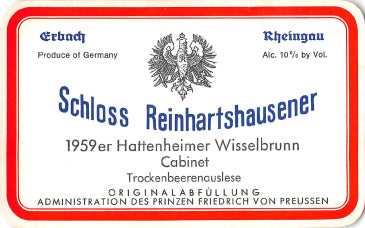 Erbach Rheingau
Produce of Germany Alc. 10% by Vol.
Schloss Reinhartshausener
1959er Hattenheimer Wisselbrunn
Cabinet
Trockenbeerenauslese
ORIGINALABFÜLLUNG
ADMINISTRATION DES PRINZEN FRIEDRICH VON PREUSSEN